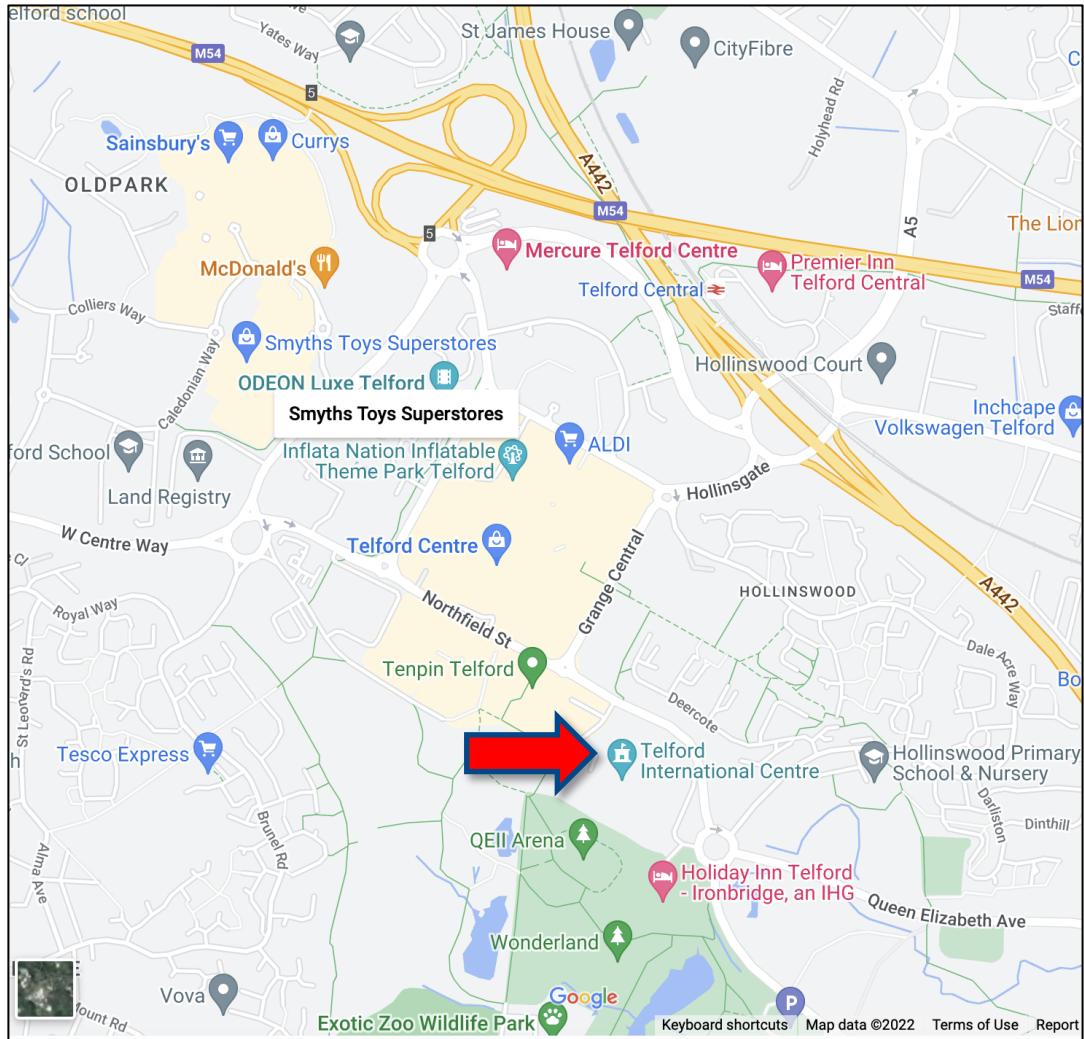 elford school
Yates Way
St James House
CityFibre
M54
5
Holyhead Rd
Sainsbury's
Currys
OLDPARK
A442
M54
A5
The Lion
5
Mercure Telford Centre
McDonald's
Premier Inn
Telford Central
Telford Central
M54
Staff
Colliers Way
Caledonian Way
Smyths Toys Superstores
Hollinswood Court
ODEON Luxe Telford
Smyths Toys Superstores
Inchcape
Volkswagen Telford
ford School
Inflata Nation Inflatable
Theme Park Telford
ALDI
Land Registry
Hollinsgate
W Centre Way
Telford Centre
Grange Central
HOLLINSWOOD
A442
Royal Way
Northfield St
St Leonard's Rd
Tenpin Telford
Dale Acre Way
Bo
Deercote
Tesco Express
Telford
International Centre
Hollinswood Primary
School & Nursery
Darliston
Dinthill
Brunel Rd
QEII Arena
Alma Ave
Holiday Inn Telford
- Ironbridge, an IHG
Queen Elizabeth Ave
Wonderland
Vova
Google
P
ount Rd
Exotic Zoo Wildlife Park
Keyboard shortcuts
Map data ©2022
Terms of Use
Report